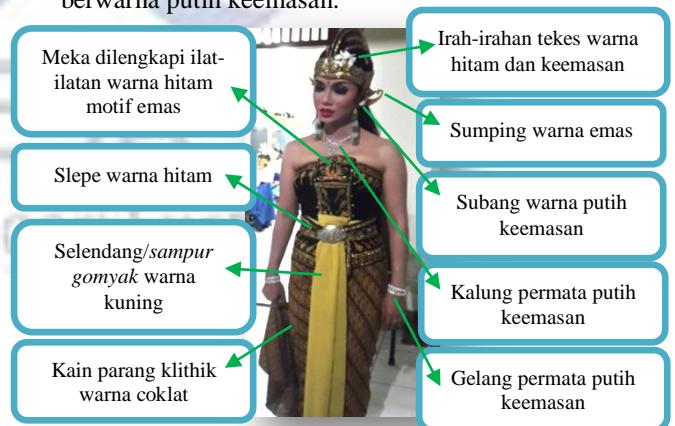 berwarna putih keemasan.
Meka dilengkapi ilat-
ilatan warna hitam
motif emas
Slepe warna hitam
Selendang/sampur
gomyak warna
kuning
Kain parang klithik
warna coklat
Irah-irahan tekes warna
hitam dan keemasan
Sumping warna emas
Subang warna putih
keemasan
Kalung permata putih
keemasan
Gelang permata putih
keemasan